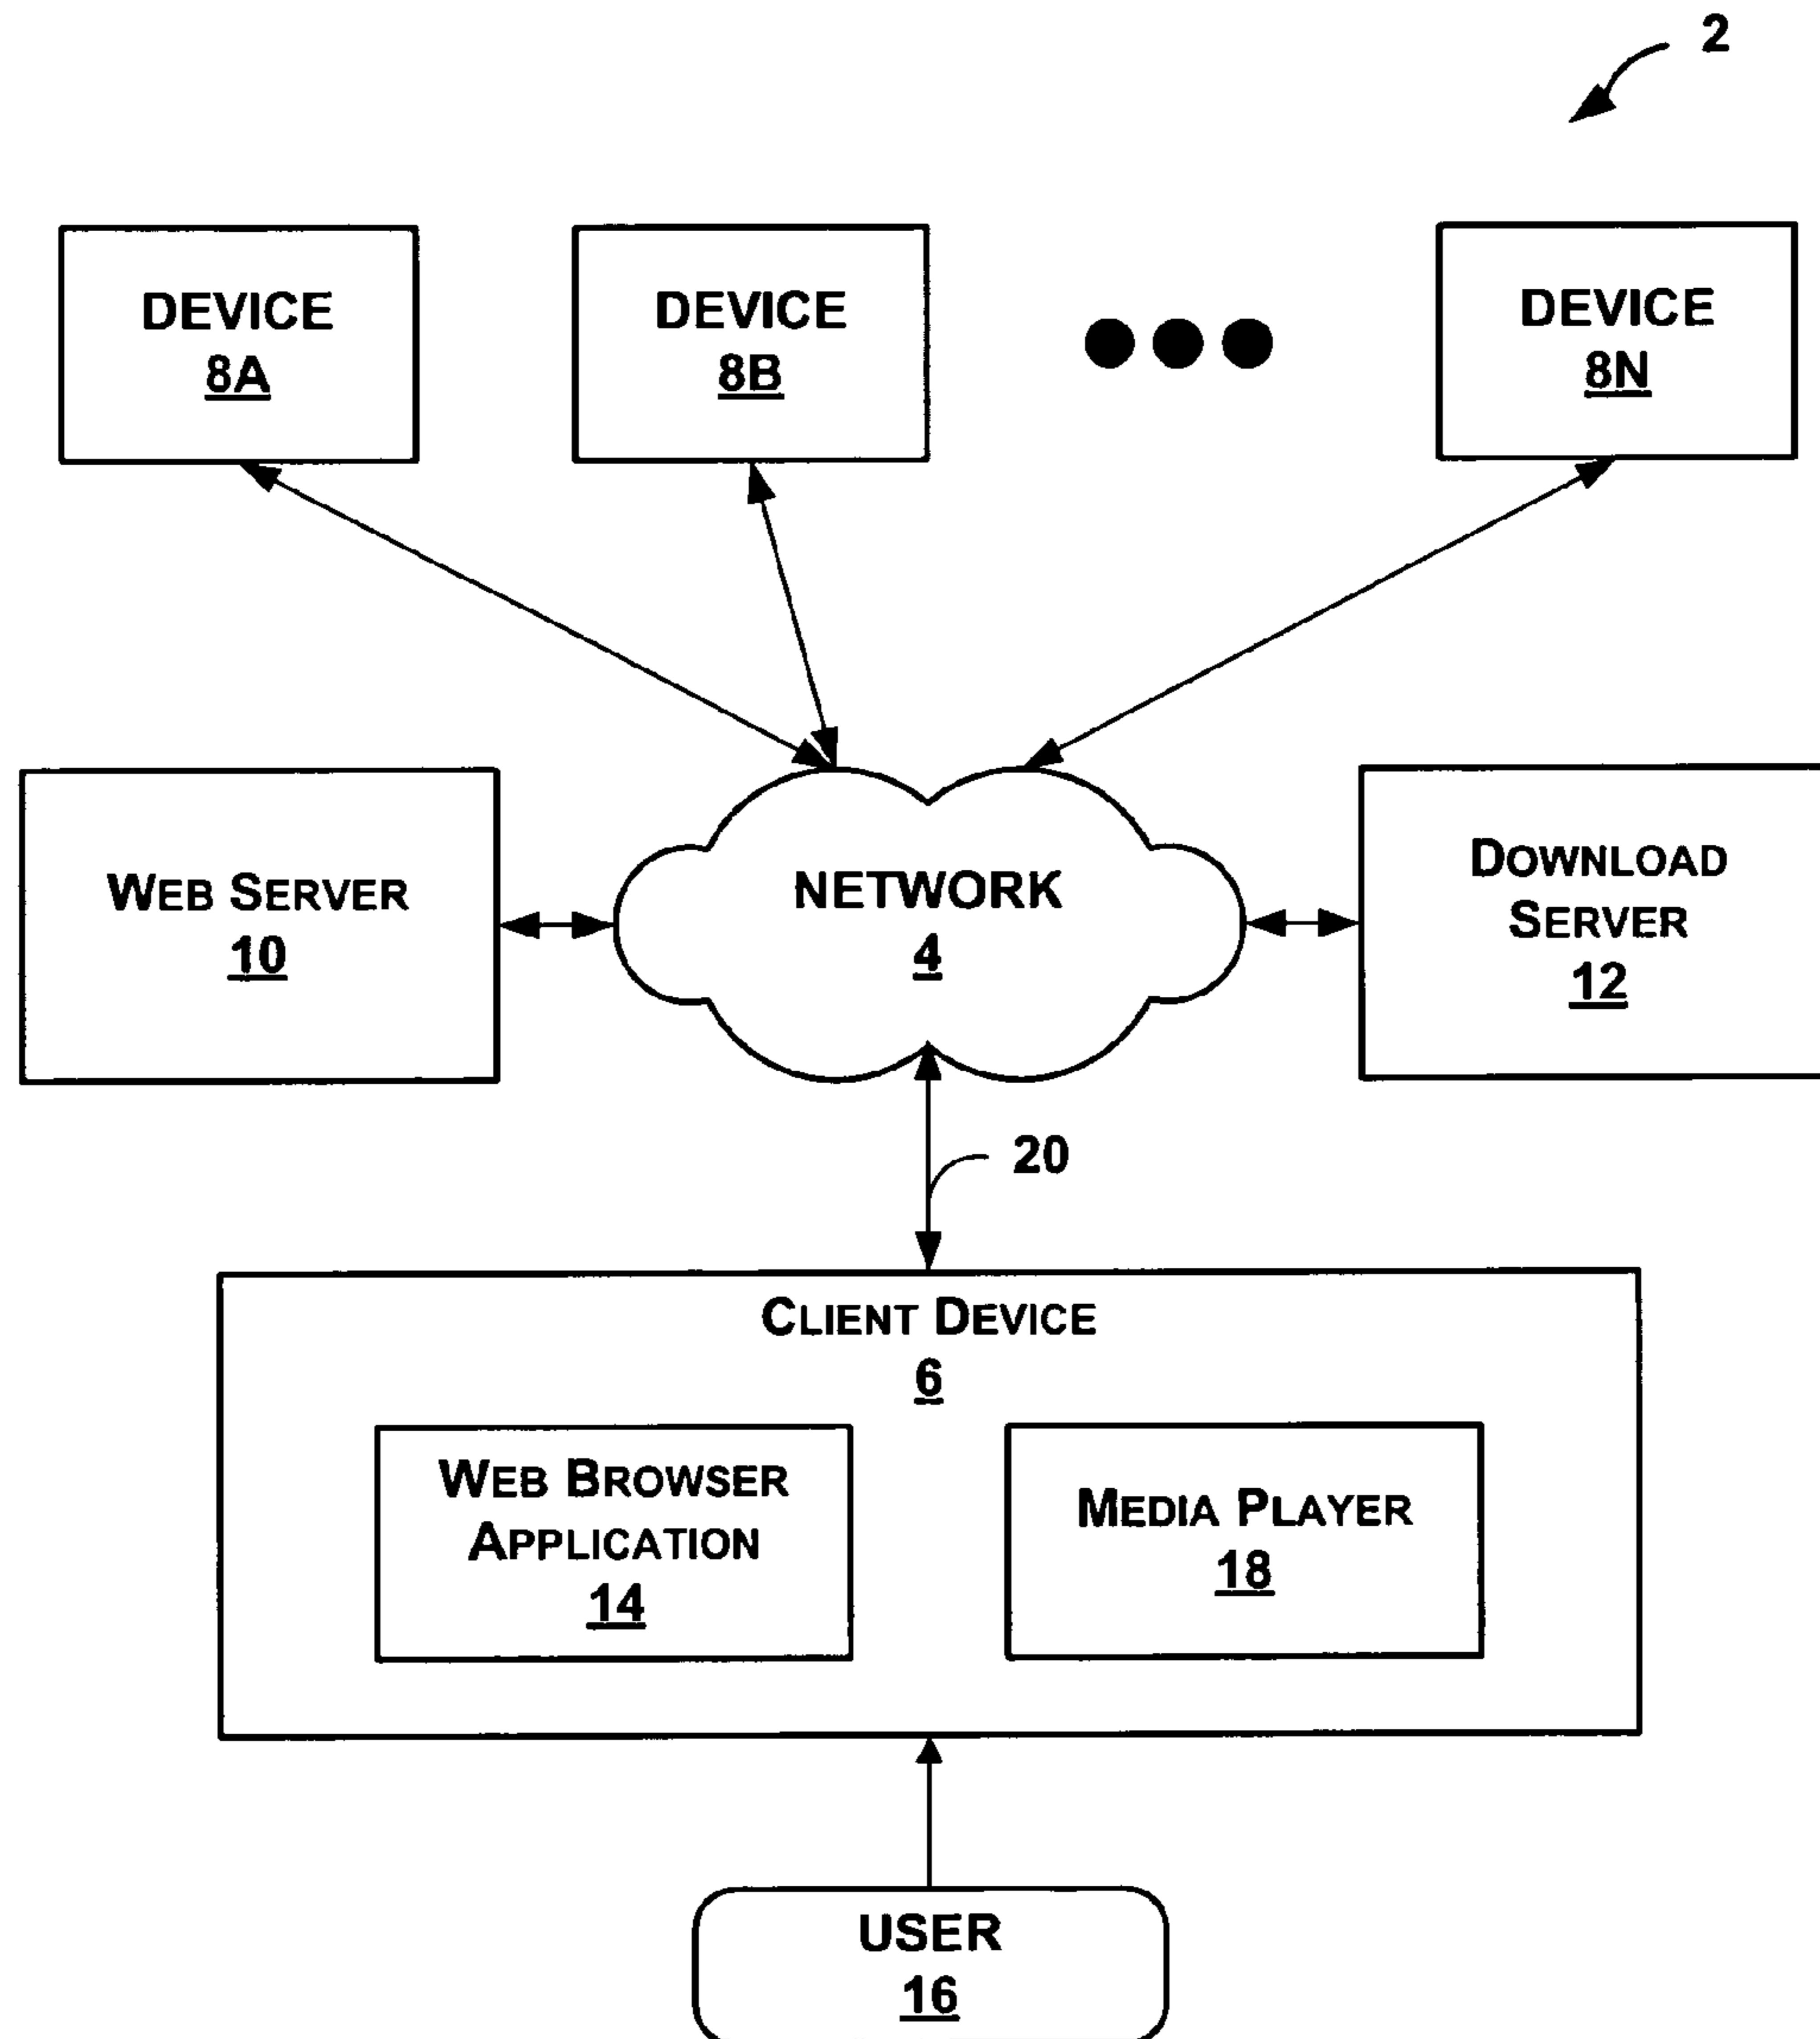 2
DEVICE
8A
DEVICE
8B
DEVICE
8N
WEB SERVER
10
NETWORK
4
DOWNLOAD
SERVER
12
20
CLIENT DEVICE
6
WEB BROWSER
APPLICATION
14
MEDIA PLAYER
18
USER
16